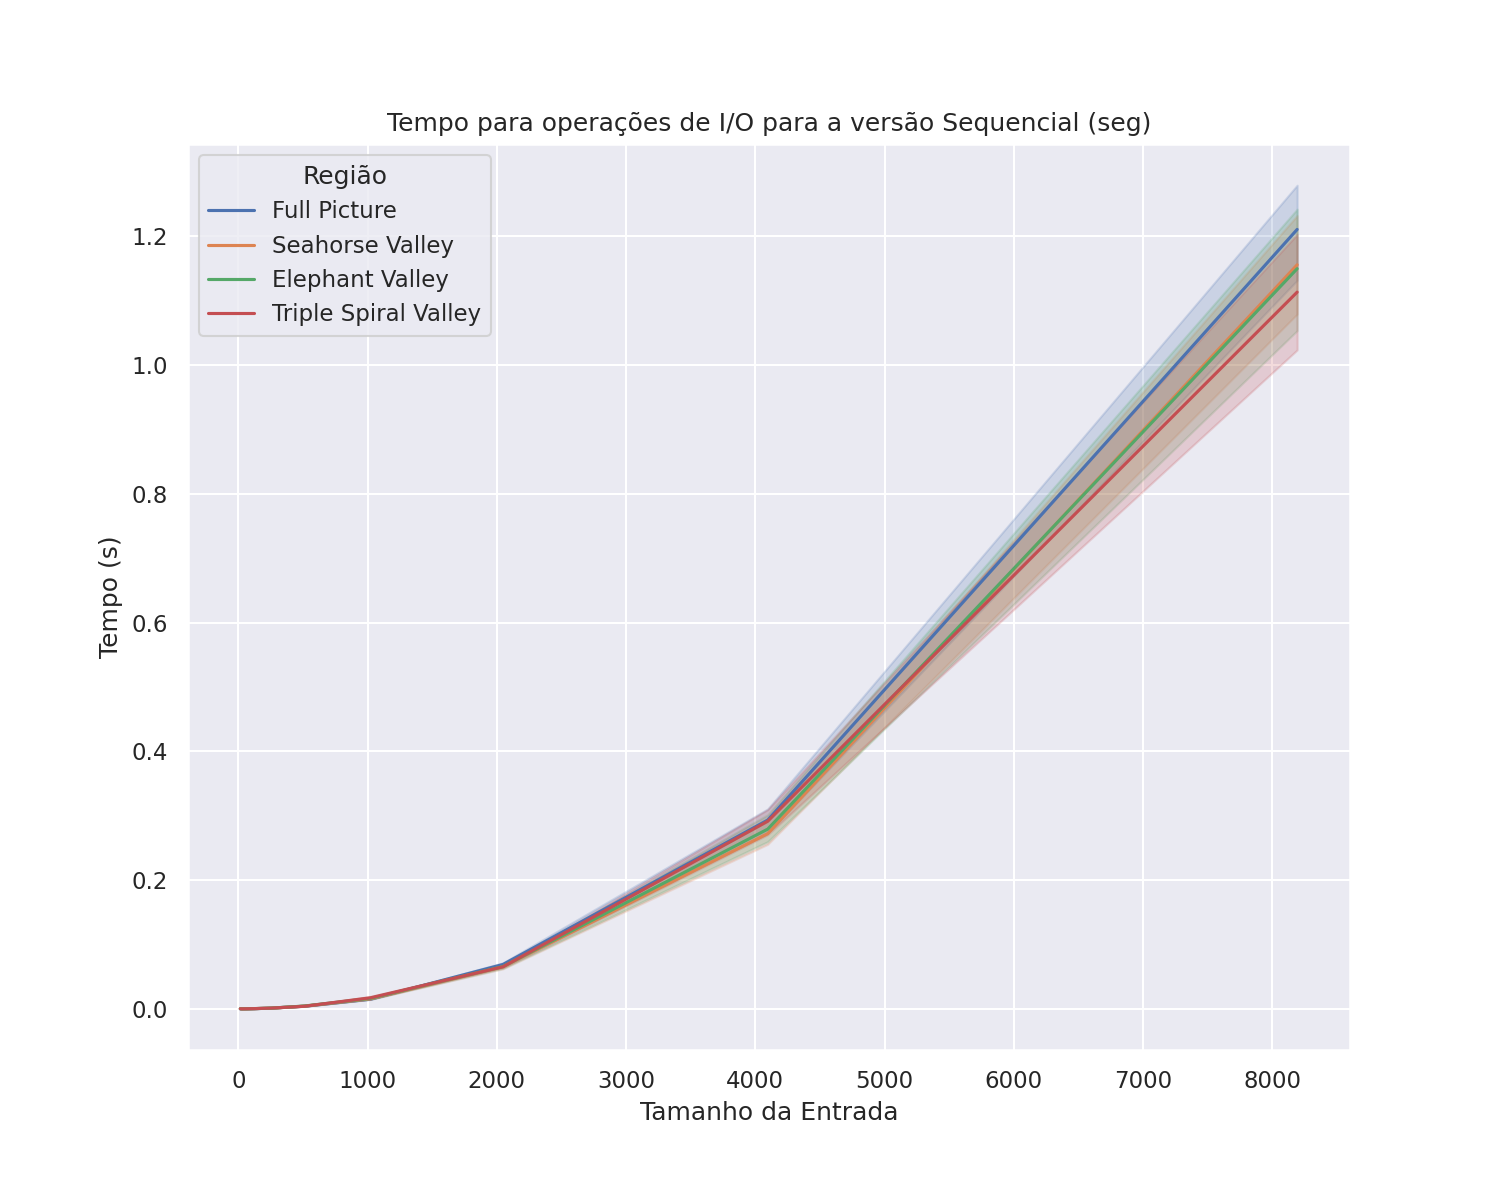 Tempo para operações de I/O para a versão Sequencial (seg)
Região
Full Picture
Seahorse Valley
Elephant Valley
Triple Spiral Valley
1.2
1.0
0.8
0.6
0.4
0.2
0.0
Tempo (s)
0 1000 2000 3000 4000 5000 6000 7000 8000
Tamanho da Entrada